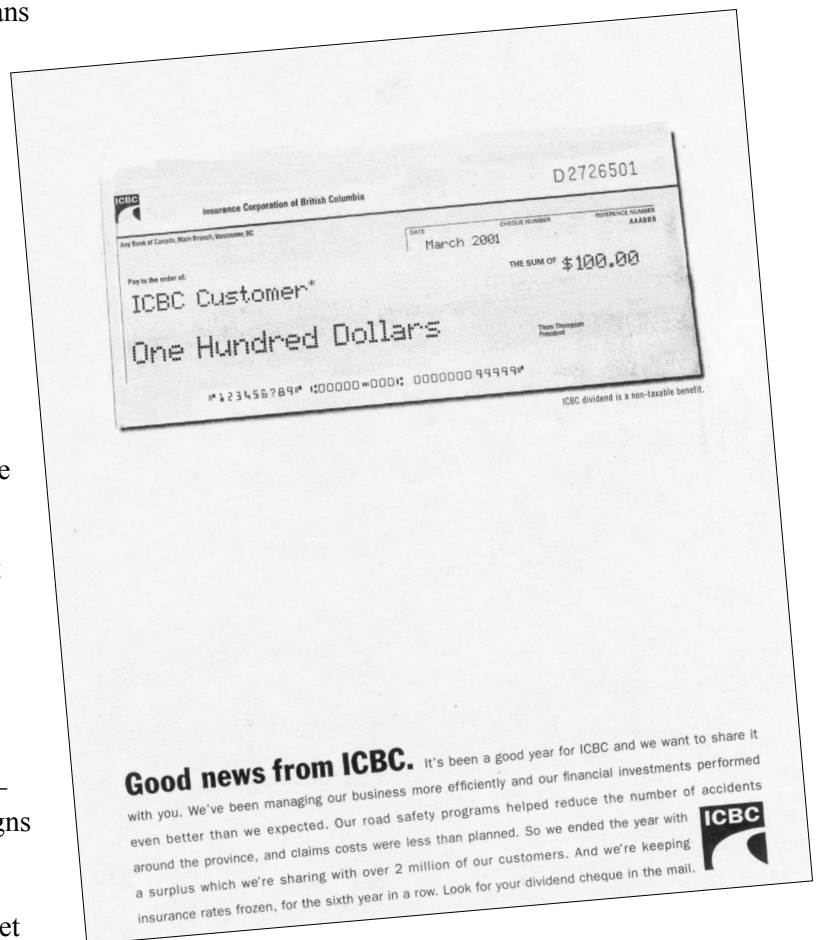 ans
ICBC
Insurance Corporation of British Columbia
D2726501
Any Bank of Canada, Main Branch, Vancouver, BC
DATE
CHEQUE NUMBER
REFERENCE NUMBER
March 2001
AAABBB
Pay to the order of:
THE SUM OF $100.00
ICBC Customer*
One Hundred Dollars
Thom Thompson
President
⑈123456789⑈ ⑆00000⑉000⑆ 0000000 99999⑈
ICBC dividend is a non-taxable benefit.
e
Good news from ICBC. It's been a good year for ICBC and we want to share it
with you. We've been managing our business more efficiently and our financial investments performed
even better than we expected. Our road safety programs helped reduce the number of accidents
around the province, and claims costs were less than planned. So we ended the year with
a surplus which we're sharing with over 2 million of our customers. And we're keeping
insurance rates frozen, for the sixth year in a row. Look for your dividend cheque in the mail.
ICBC
–
gns
et